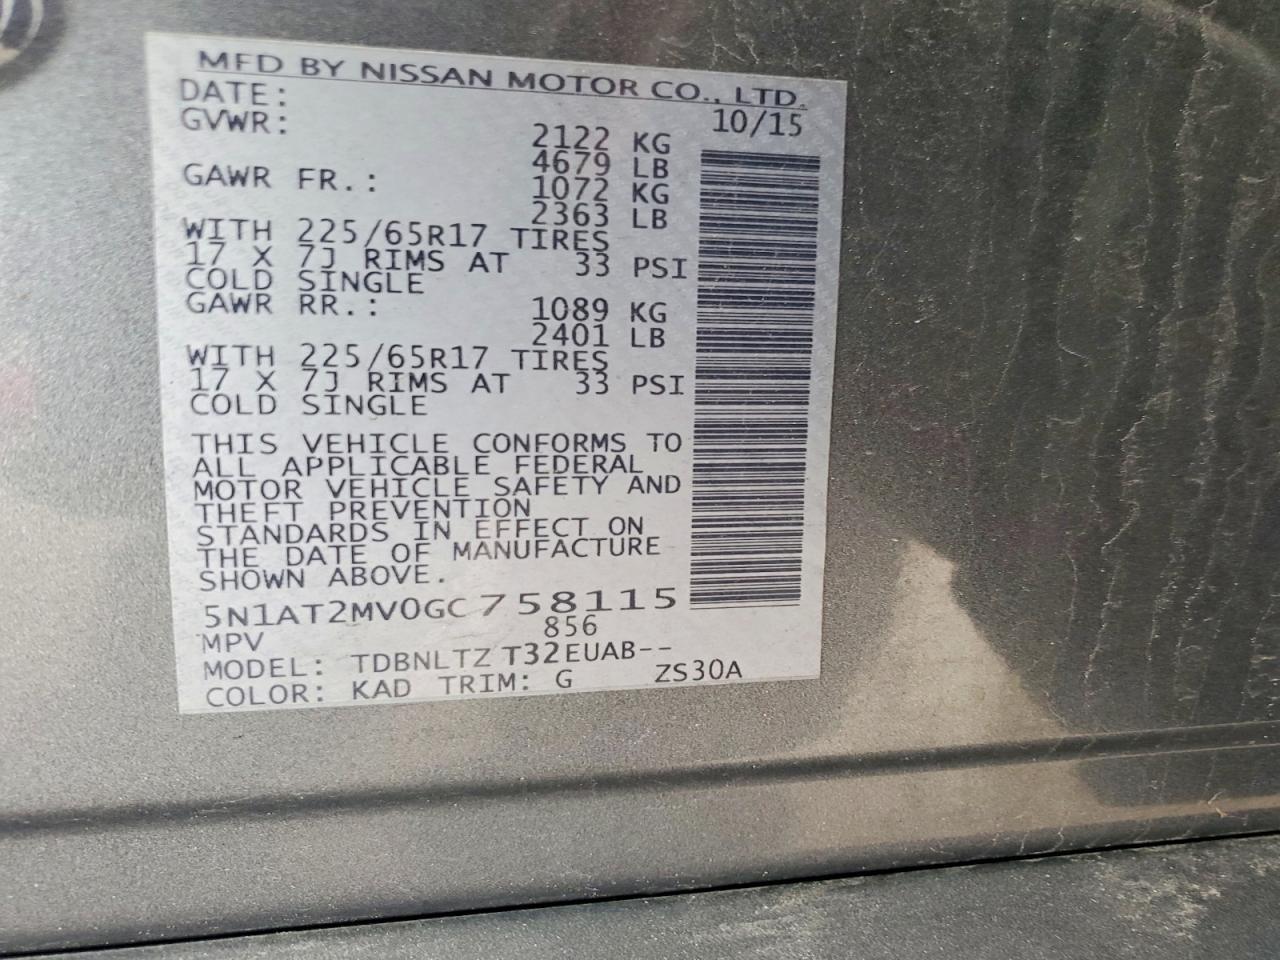 MFD BY NISSAN MOTOR CO., LTD.
DATE: 10/15
GVWR: 2122 KG
4679 LB
GAWR FR.: 1072 KG
2363 LB
WITH 225/65R17 TIRES
17 X 7J RIMS AT 33 PSI
COLD SINGLE
GAWR RR.: 1089 KG
2401 LB
WITH 225/65R17 TIRES
17 X 7J RIMS AT 33 PSI
COLD SINGLE
THIS VEHICLE CONFORMS TO
ALL APPLICABLE FEDERAL
MOTOR VEHICLE SAFETY AND
THEFT PREVENTION
STANDARDS IN EFFECT ON
THE DATE OF MANUFACTURE
SHOWN ABOVE.
5N1AT2MV0GC758115
MPV 856
MODEL: TDBNLTZ T32EUAB--
COLOR: KAD TRIM: G ZS30A